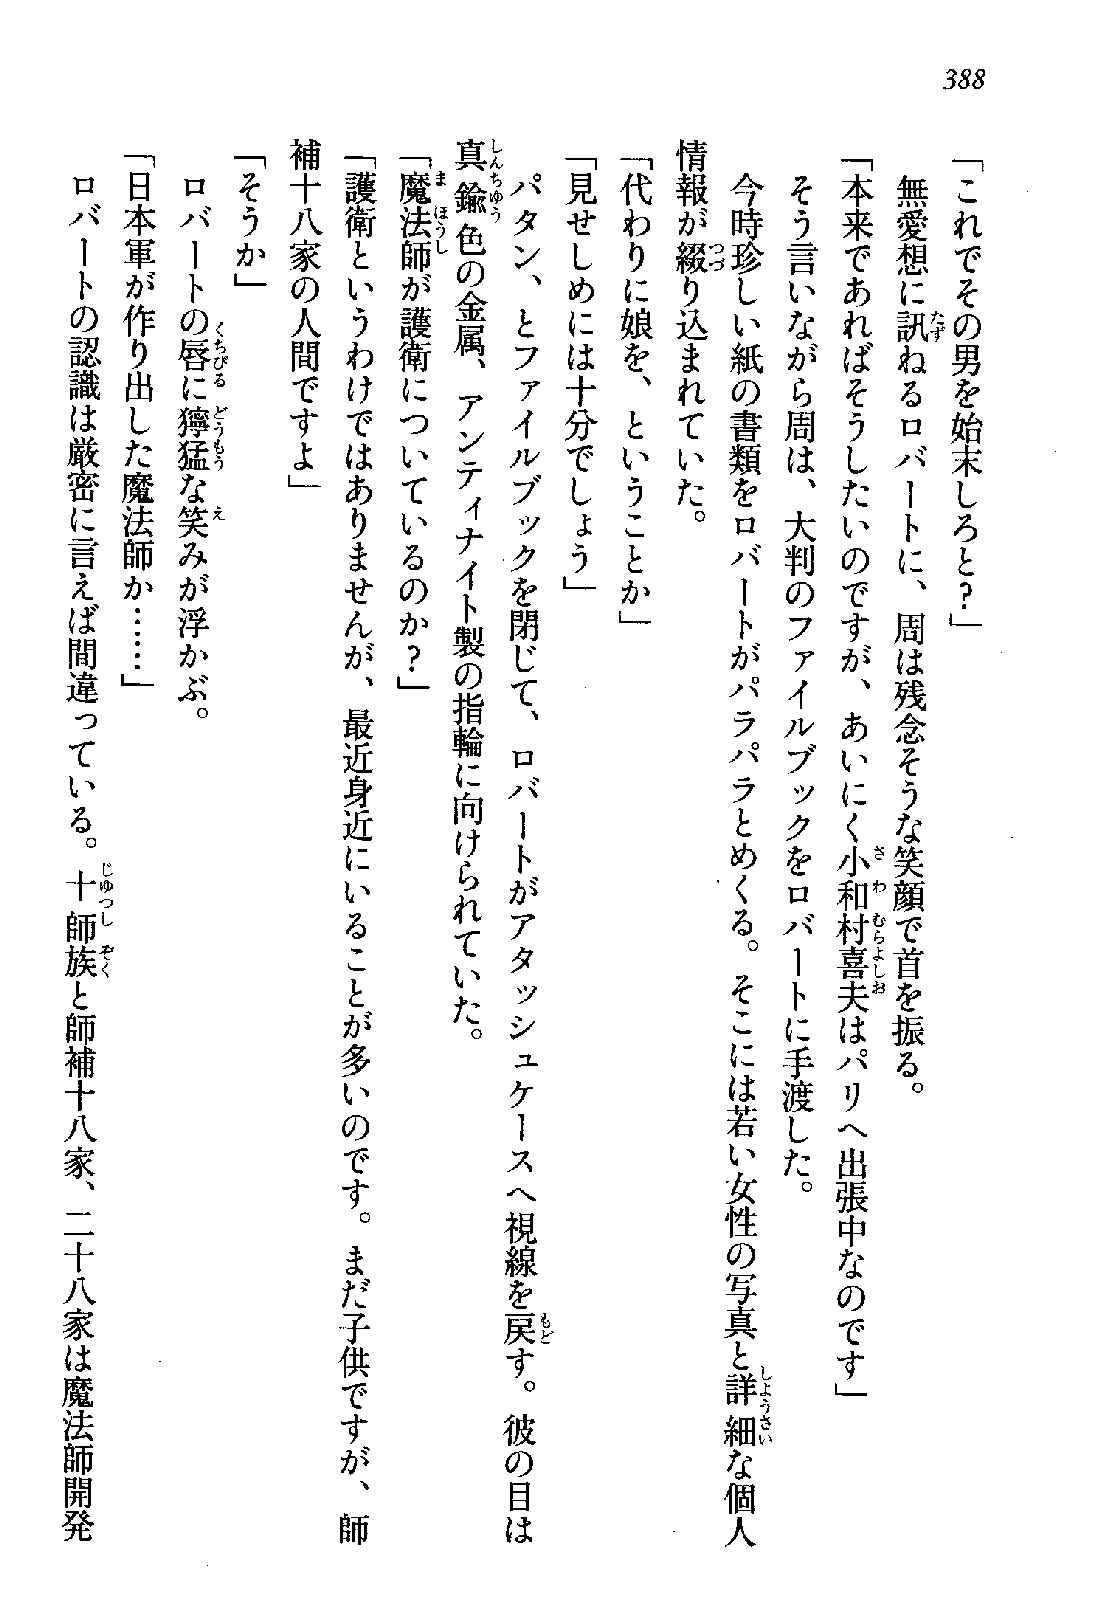 388
「これでその男を始末しろと？」
無愛想に訊ねるロバートに、周は残念そうな笑顔で首を振る。
「本来であればそうしたいのですが、あいにく小和村喜夫はパリへ出張中なのです」
そう言いながら周は、大判のファイルブックをロバートに手渡した。
今時珍しい紙の書類をロバートがパラパラとめくる。そこには若い女性の写真と詳細な個人
情報が綴り込まれていた。
「代わりに娘を、ということか」
「見せしめには十分でしょう」
パタン、とファイルブックを閉じて、ロバートがアタッシュケースへ視線を戻す。彼の目は
真鍮色の金属、アンティナイト製の指輪に向けられていた。
「魔法師が護衛についているのか？」
「護衛というわけではありませんが、最近身近にいることが多いのです。まだ子供ですが、師
補十八家の人間ですよ」
「そうか」
ロバートの唇に獰猛な笑みが浮かぶ。
「日本軍が作り出した魔法師か……」
ロバートの認識は厳密に言えば間違っている。十師族と師補十八家、二十八家は魔法師開発